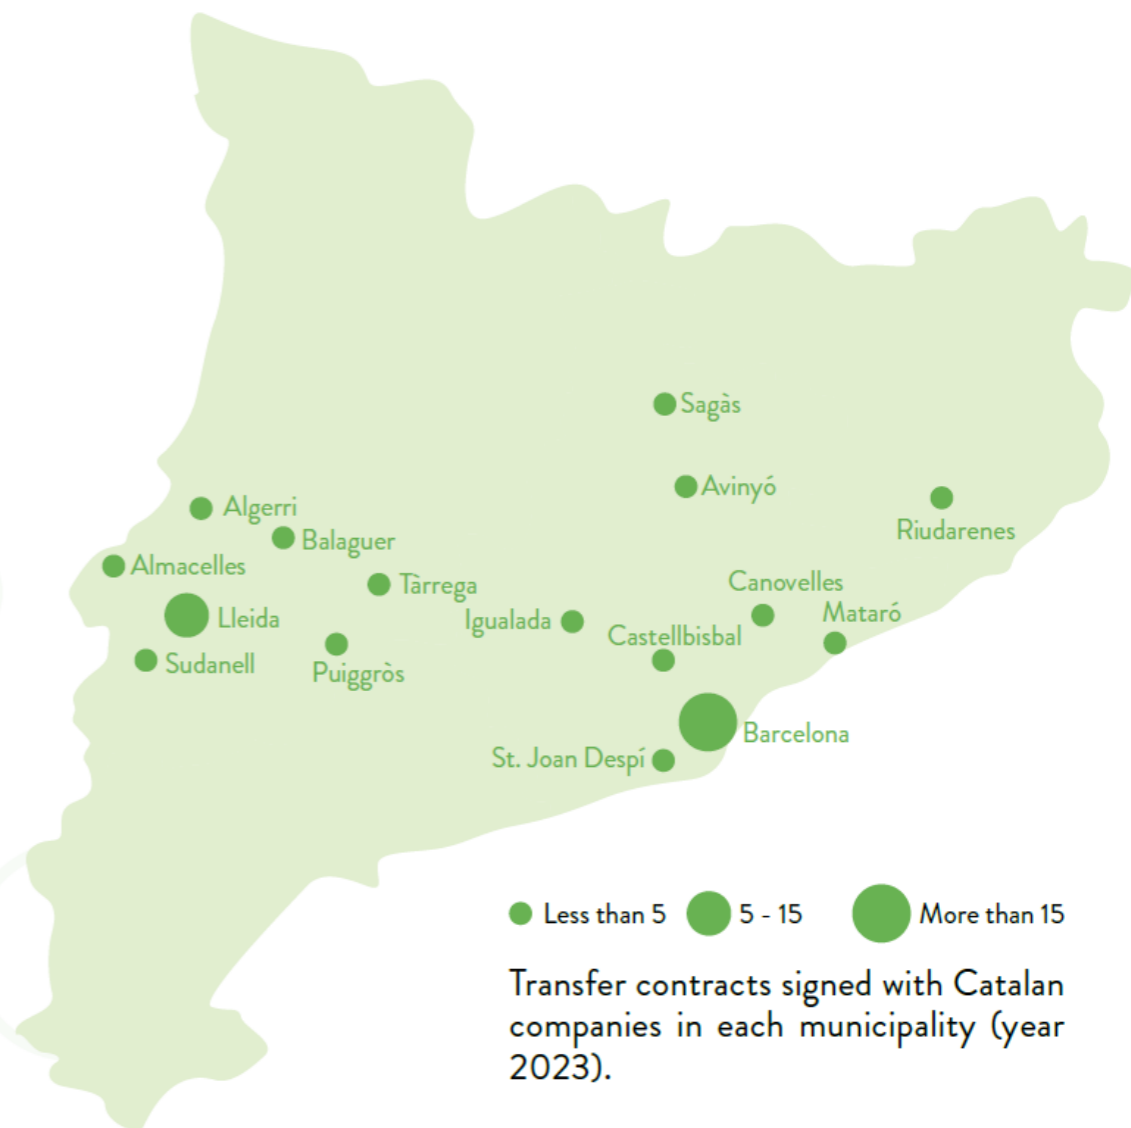 Sagàs
Avinyó
Algerri
Riudarenes
Balaguer
Almacelles
Canovelles
Tàrrega
Mataró
Lleida
Igualada
Castellbisbal
Sudanell
Puiggròs
Barcelona
St. Joan Despí
Less than 5
5 - 15
More than 15
Transfer contracts signed with Catalan
companies in each municipality (year
2023).